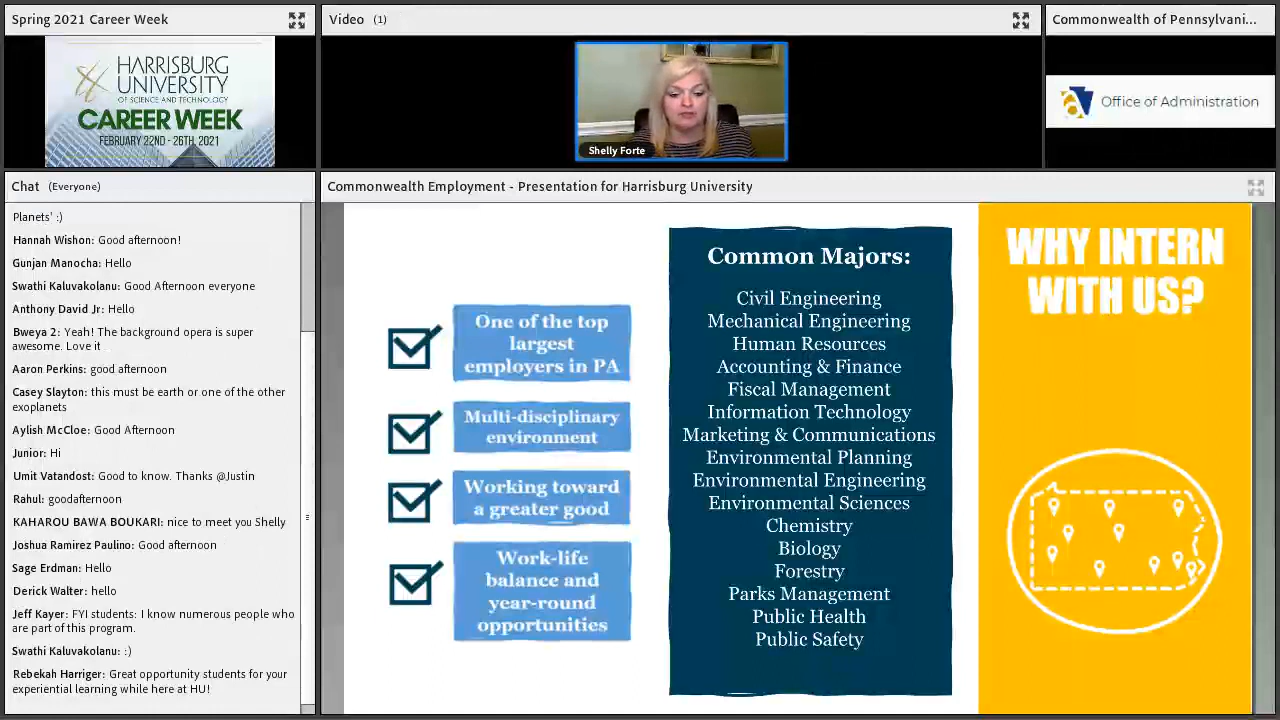 Spring 2021 Career Week
HARRISBURG
UNIVERSITY
OF SCIENCE AND TECHNOLOGY
CAREER WEEK
FEBRUARY 22ND - 26TH, 2021
Video (1)
Shelly Forte
Commonwealth of Pennsylvani...
Office of Administration
Chat (Everyone)
Planets' :)
Hannah Wishon: Good afternoon!
Gunjan Manocha: Hello
Swathi Kaluvakolanu: Good Afternoon everyone
Anthony David Jr: Hello
Bweya 2: Yeah! The background opera is super
awesome. Love it
Aaron Perkins: good afternoon
Casey Slayton: this must be earth or one of the other
exoplanets
Aylish McCloe: Good Afternoon
Junior: Hi
Umit Vatandost: Good to know. Thanks @Justin
Rahul: goodafternoon
KAHAROU BAWA BOUKARI: nice to meet you Shelly
Joshua Ramirez Paulino: Good afternoon
Sage Erdman: Hello
Derick Walter: hello
Jeff Kayer: FYI students: I know numerous people who
are part of this program.
Swathi Kaluvakolanu: :)
Rebekah Harriger: Great opportunity students for your
experiential learning while here at HU!
Commonwealth Employment - Presentation for Harrisburg University
One of the top
largest
employers in PA
Multi-disciplinary
environment
Working toward
a greater good
Work-life
balance and
year-round
opportunities
Common Majors:
Civil Engineering
Mechanical Engineering
Human Resources
Accounting & Finance
Fiscal Management
Information Technology
Marketing & Communications
Environmental Planning
Environmental Engineering
Environmental Sciences
Chemistry
Biology
Forestry
Parks Management
Public Health
Public Safety
WHY INTERN
WITH US?